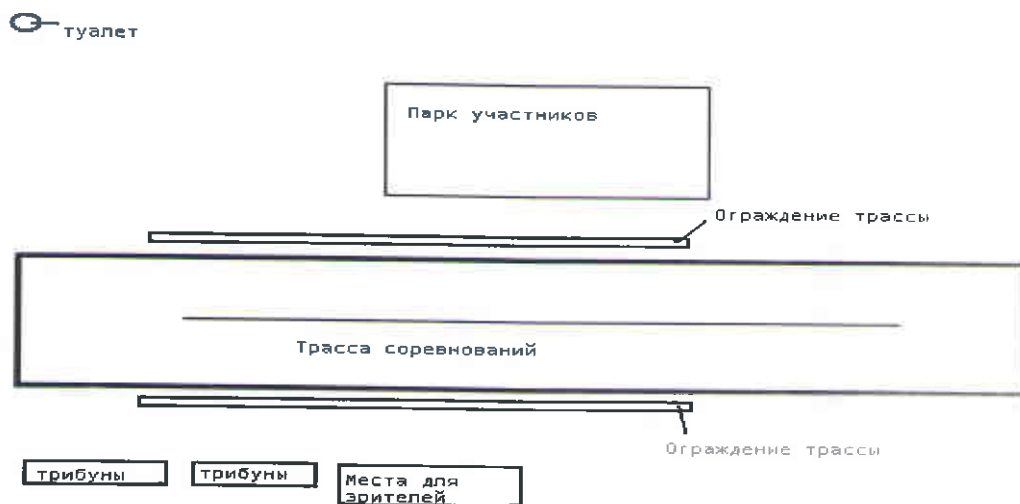 туалет
Парк участников
Ограждение трассы
Трасса соревнований
Ограждение трассы
трибуны
трибуны
Места для
зрителей